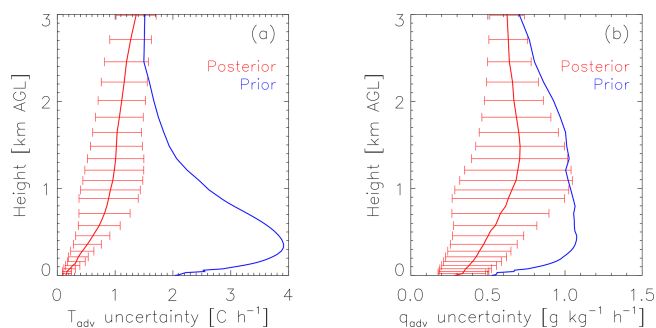 (a)
Posterior
Prior
Height [km AGL]
3
2
1
0
0 1 2 3 4
T_adv uncertainty [C h⁻¹]
(b)
Posterior
Prior
Height [km AGL]
3
2
1
0
0.0 0.5 1.0 1.5
q_adv uncertainty [g kg⁻¹ h⁻¹]